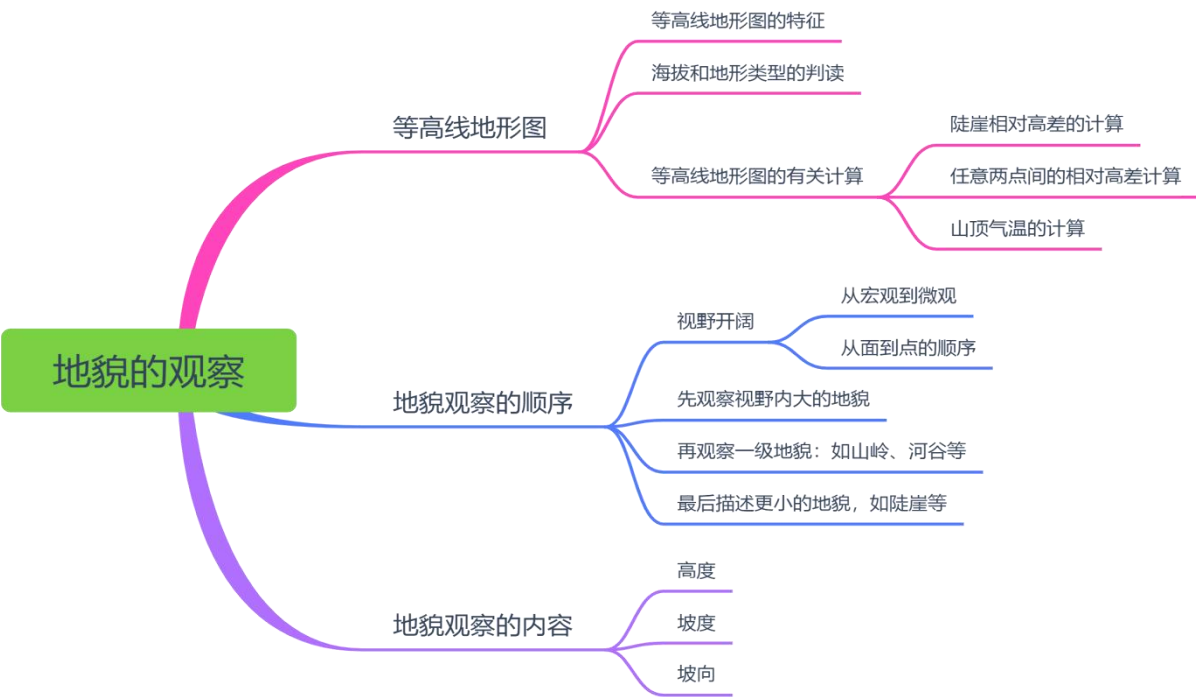 地貌的观察
等高线地形图
等高线地形图的特征
海拔和地形类型的判读
等高线地形图的有关计算
陡崖相对高差的计算
任意两点间的相对高差计算
山顶气温的计算
地貌观察的顺序
视野开阔
从宏观到微观
从面到点的顺序
先观察视野内大的地貌
再观察一级地貌：如山岭、河谷等
最后描述更小的地貌，如陡崖等
地貌观察的内容
高度
坡度
坡向